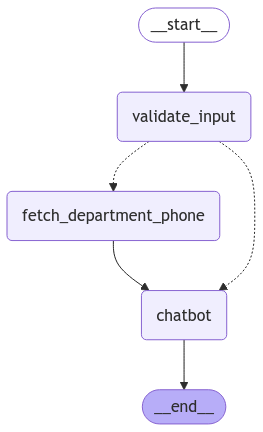 __start__
validate_input
fetch_department_phone
chatbot
__end__